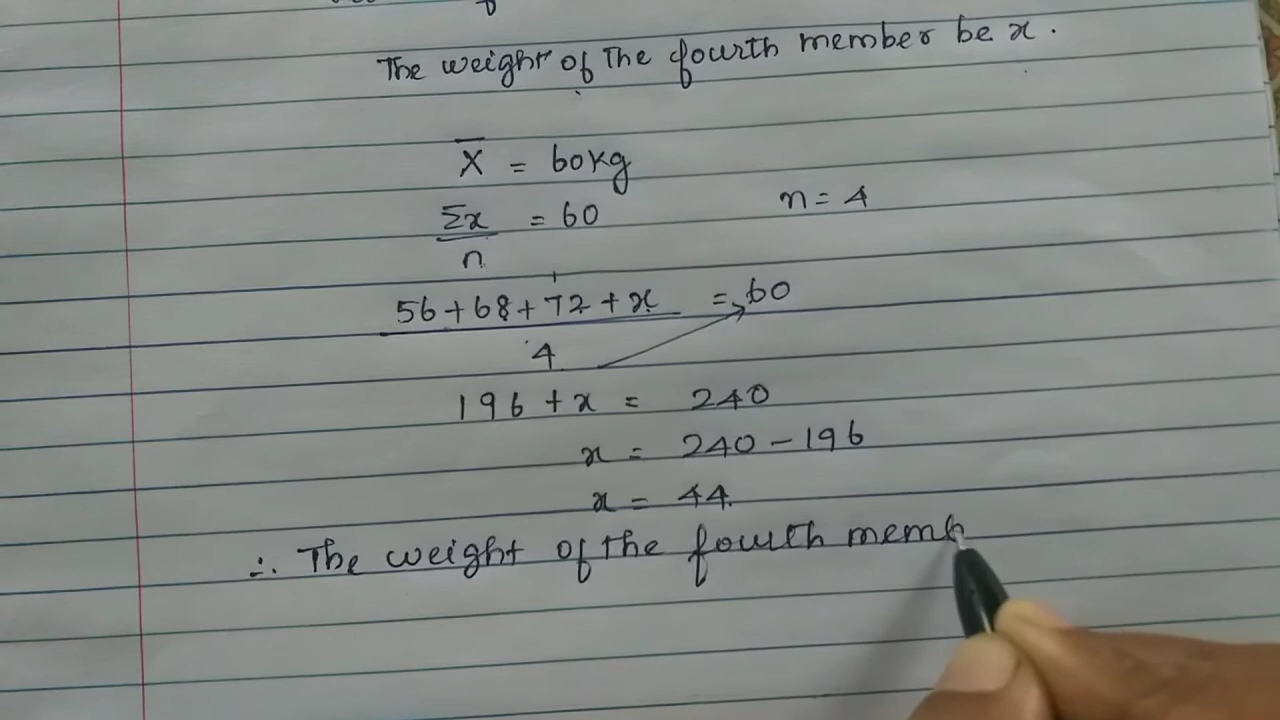 The weight of The fourth member be x.
X̄ = 60kg
Σx/n = 60 n = 4
56+68+72+x/4 = 60
196 + x = 240
x = 240 - 196
x = 44.
∴ The weight of the fourth memb